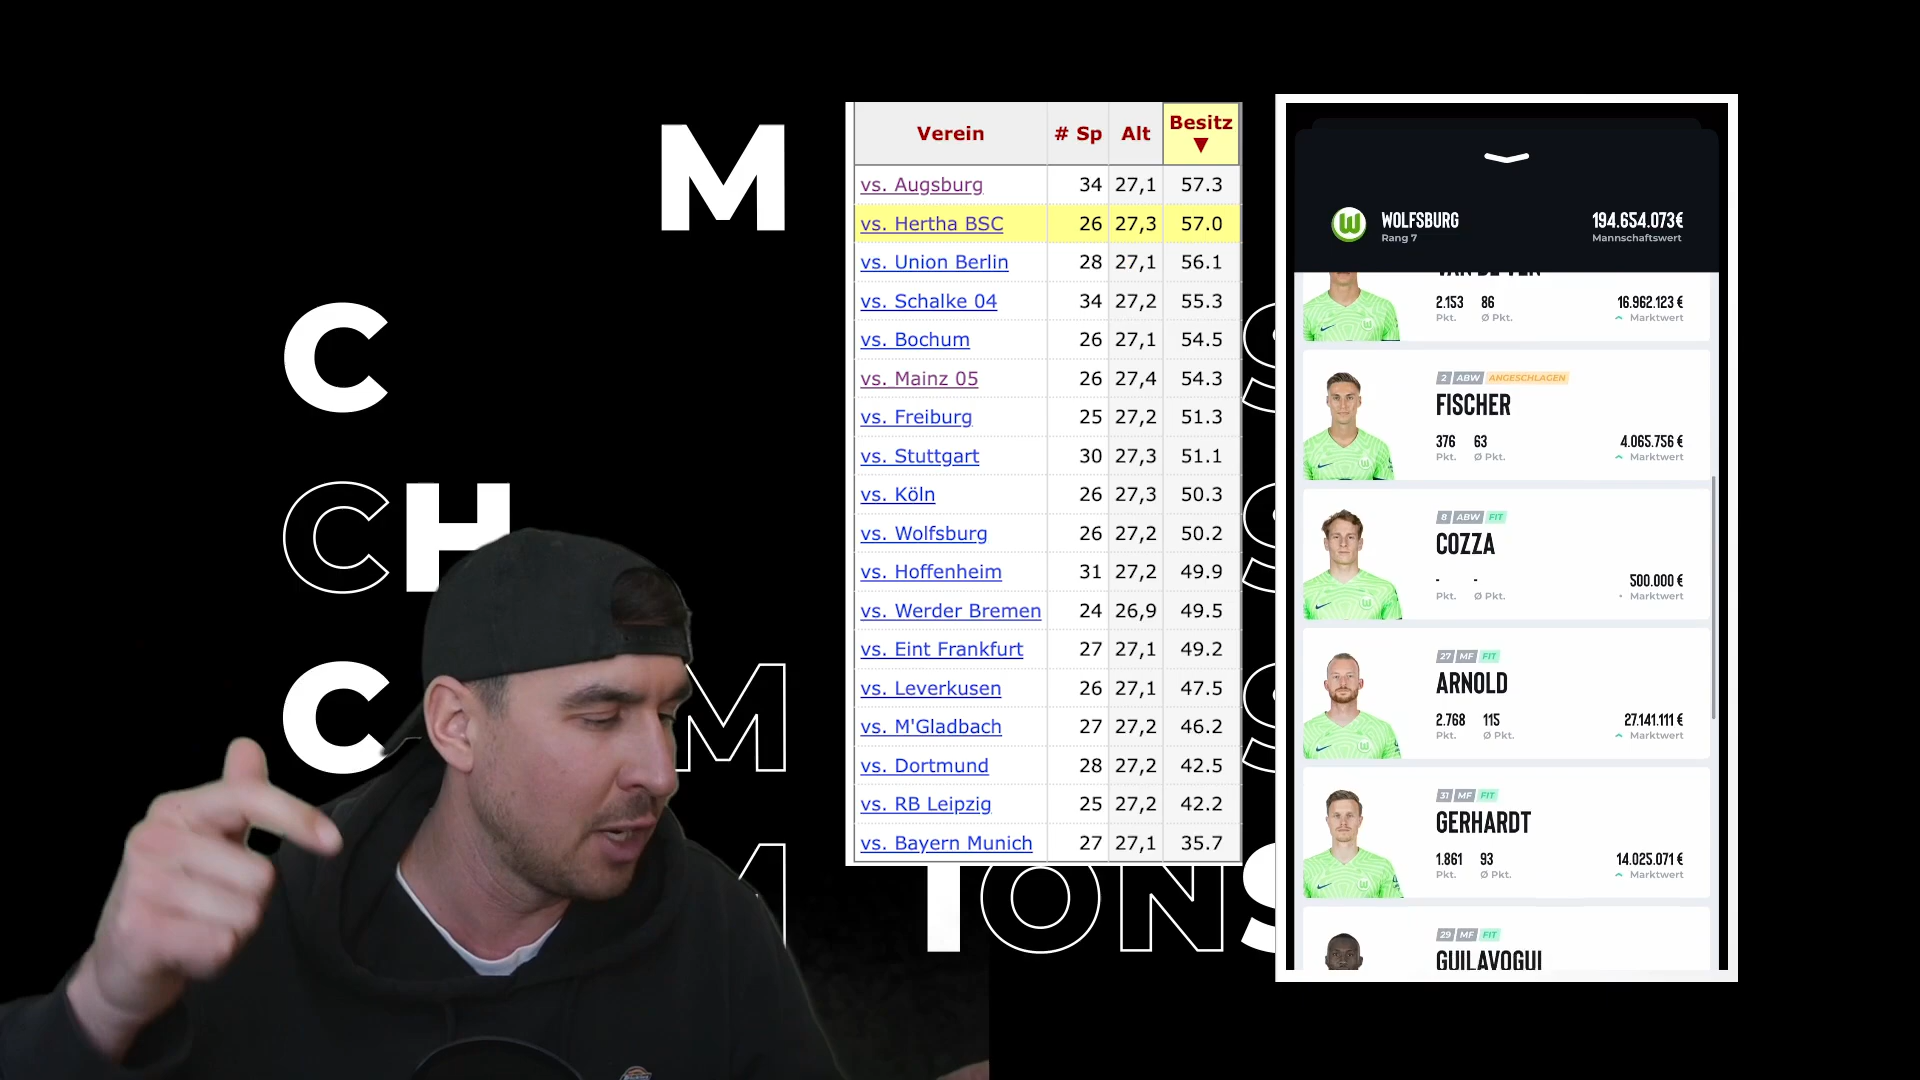 M
C
CH
C
M
M
IONS
S
S
S
Verein # Sp Alt Besitz ▼
vs. Augsburg 34 27,1 57.3
vs. Hertha BSC 26 27,3 57.0
vs. Union Berlin 28 27,1 56.1
vs. Schalke 04 34 27,2 55.3
vs. Bochum 26 27,1 54.5
vs. Mainz 05 26 27,4 54.3
vs. Freiburg 25 27,2 51.3
vs. Stuttgart 30 27,3 51.1
vs. Köln 26 27,3 50.3
vs. Wolfsburg 26 27,2 50.2
vs. Hoffenheim 31 27,2 49.9
vs. Werder Bremen 24 26,9 49.5
vs. Eint Frankfurt 27 27,1 49.2
vs. Leverkusen 26 27,1 47.5
vs. M'Gladbach 27 27,2 46.2
vs. Dortmund 28 27,2 42.5
vs. RB Leipzig 25 27,2 42.2
vs. Bayern Munich 27 27,1 35.7
WOLFSBURG 194.654.073€
Rang 7 Mannschaftswert
2.153 86 16.962.123 €
Pkt. Ø Pkt. Marktwert
2 ABW ANGESCHLAGEN
FISCHER
376 63 4.065.756 €
Pkt. Ø Pkt. Marktwert
8 ABW FIT
COZZA
- - 500.000 €
Pkt. Ø Pkt. Marktwert
27 MF FIT
ARNOLD
2.768 115 27.141.111 €
Pkt. Ø Pkt. Marktwert
31 MF FIT
GERHARDT
1.861 93 14.025.071 €
Pkt. Ø Pkt. Marktwert
29 MF FIT
GUILAVOGUI